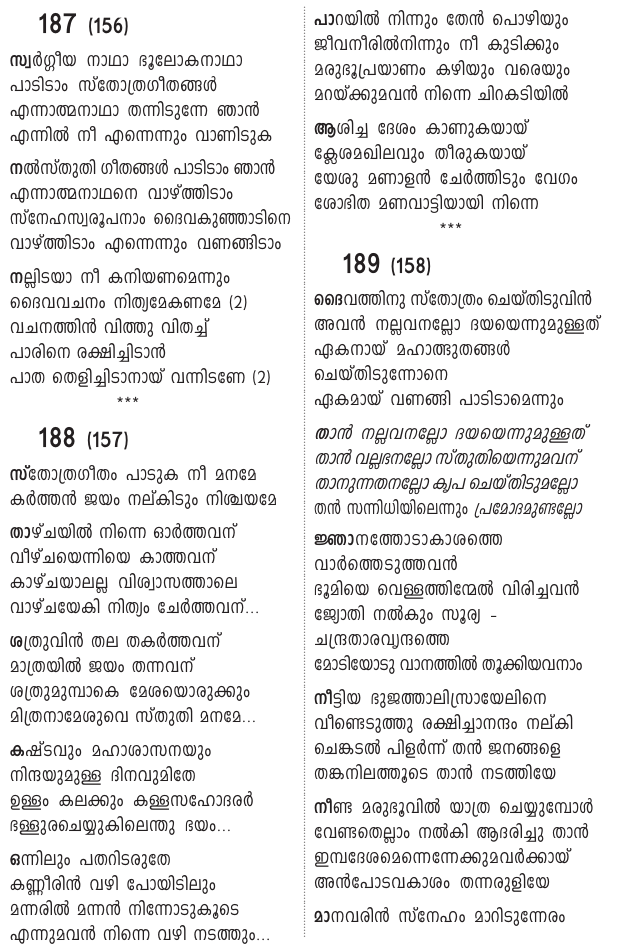 187 (156)
സ്വർഗ്ഗീയ നാഥാ ഭൂലോകനാഥാ
പാടിടാം സ്തോത്രഗീതങ്ങൾ
എന്നാത്മനാഥാ തന്നിടുന്നേ ഞാൻ
എന്നിൽ നീ എന്നെന്നും വാണിടുക
നൽസ്തുതി ഗീതങ്ങൾ പാടിടാം ഞാൻ
എന്നാത്മനാഥനെ വാഴ്ത്തിടാം
സ്നേഹസ്വരൂപനാം ദൈവകുഞ്ഞാടിനെ
വാഴ്ത്തിടാം എന്നെന്നും വണങ്ങിടാം
നല്ലിടയാ നീ കനിയണമെന്നും
ദൈവവചനം നിത്യമേകണമേ (2)
വചനത്തിൻ വിത്തു വിതച്ച്
പാരിനെ രക്ഷിച്ചിടാൻ
പാത തെളിച്ചിടാനായ് വന്നിടണേ (2)
***
188 (157)
സ്തോത്രഗീതം പാടുക നീ മനമേ
കർത്തൻ ജയം നല്കിടും നിശ്ചയമേ
താഴ്ചയിൽ നിന്നെ ഓർത്തവന്
വീഴ്ചയെന്നിയെ കാത്തവന്
കാഴ്ചയാലല്ല വിശ്വാസത്താലെ
വാഴ്ചയേകി നിത്യം ചേർത്തവന്...
ശത്രുവിൻ തല തകർത്തവന്
മാത്രയിൽ ജയം തന്നവന്
ശത്രുമുമ്പാകെ മേശയൊരുക്കും
മിത്രനാമേശുവെ സ്തുതി മനമേ...
കഷ്ടവും മഹാശാസനയും
നിന്ദയുമുള്ള ദിനവുമിതേ
ഉള്ളം കലക്കും കള്ളസഹോദരർ
ഭള്ളുരചെയ്യുകിലെന്തു ഭയം...
ഒന്നിലും പതറിടരുതേ
കണ്ണീരിൻ വഴി പോയിടിലും
മന്നരിൽ മന്നൻ നിന്നോടുകൂടെ
എന്നുമവൻ നിന്നെ വഴി നടത്തും...
പാറയിൽ നിന്നും തേൻ പൊഴിയും
ജീവനീരിൽനിന്നും നീ കുടിക്കും
മരുഭൂപ്രയാണം കഴിയും വരെയും
മറയ്ക്കുമവൻ നിന്നെ ചിറകടിയിൽ
ആശിച്ച ദേശം കാണുകയായ്
ക്ലേശമഖിലവും തീരുകയായ്
യേശു മണാളൻ ചേർത്തിടും വേഗം
ശോഭിത മണവാട്ടിയായി നിന്നെ
***
189 (158)
ദൈവത്തിനു സ്തോത്രം ചെയ്തിടുവിൻ
അവൻ നല്ലവനല്ലോ ദയയെന്നുമുള്ളത്
ഏകനായ് മഹാത്ഭുതങ്ങൾ
ചെയ്തിടുന്നോനെ
ഏകമായ് വണങ്ങി പാടിടാമെന്നും
താൻ നല്ലവനല്ലോ ദയയെന്നുമുള്ളത്
താൻ വല്ലഭനല്ലോ സ്തുതിയെന്നുമവന്
താനുന്നതനല്ലോ കൃപ ചെയ്തിടുമല്ലോ
തൻ സന്നിധിയിലെന്നും പ്രമോദമുണ്ടല്ലോ
ജ്ഞാനത്തോടാകാശത്തെ
വാർത്തെടുത്തവൻ
ഭൂമിയെ വെള്ളത്തിന്മേൽ വിരിച്ചവൻ
ജ്യോതി നൽകും സൂര്യ -
ചന്ദ്രതാരവൃന്ദത്തെ
മോടിയോടു വാനത്തിൽ തൂക്കിയവനാം
നീട്ടിയ ഭുജത്താലിസ്രായേലിനെ
വീണ്ടെടുത്തു രക്ഷിച്ചാനന്ദം നല്കി
ചെങ്കടൽ പിളർന്ന് തൻ ജനങ്ങളെ
തങ്കനിലത്തൂടെ താൻ നടത്തിയേ
നീണ്ട മരുഭൂവിൽ യാത്ര ചെയ്യുമ്പോൾ
വേണ്ടതെല്ലാം നൽകി ആദരിച്ചു താൻ
ഇമ്പദേശമെന്നെന്നേക്കുമവർക്കായ്
അൻപോടവകാശം തന്നരുളിയേ
മാനവരിൻ സ്നേഹം മാറിടുന്നേരം